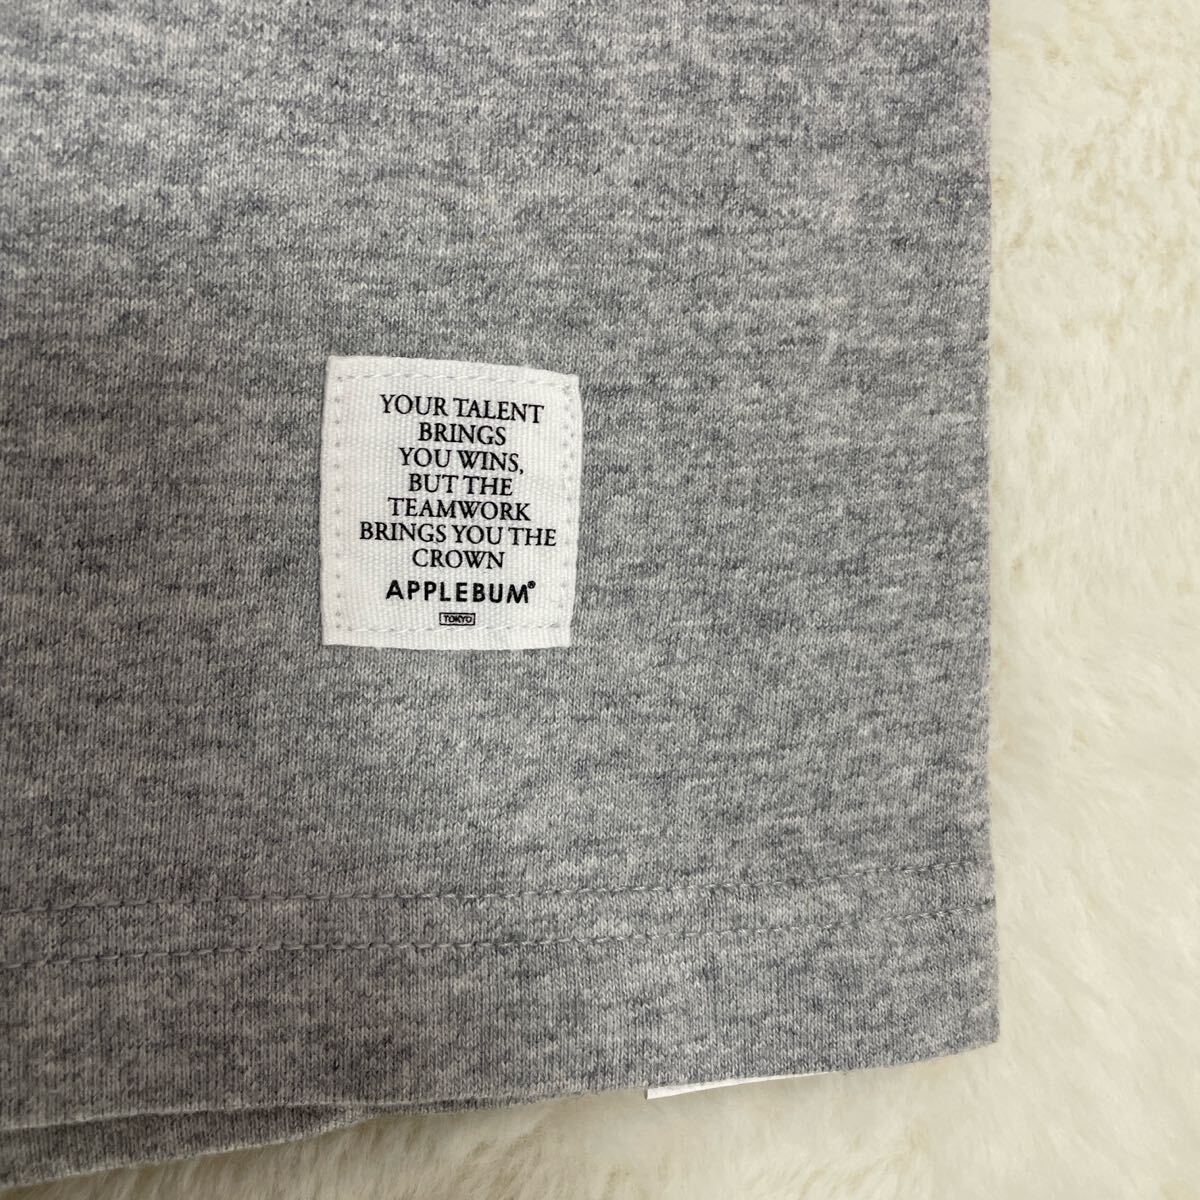 YOUR TALENT
BRINGS
YOU WINS,
BUT THE
TEAMWORK
BRINGS YOU THE
CROWN
APPLEBUM®
TOKYO